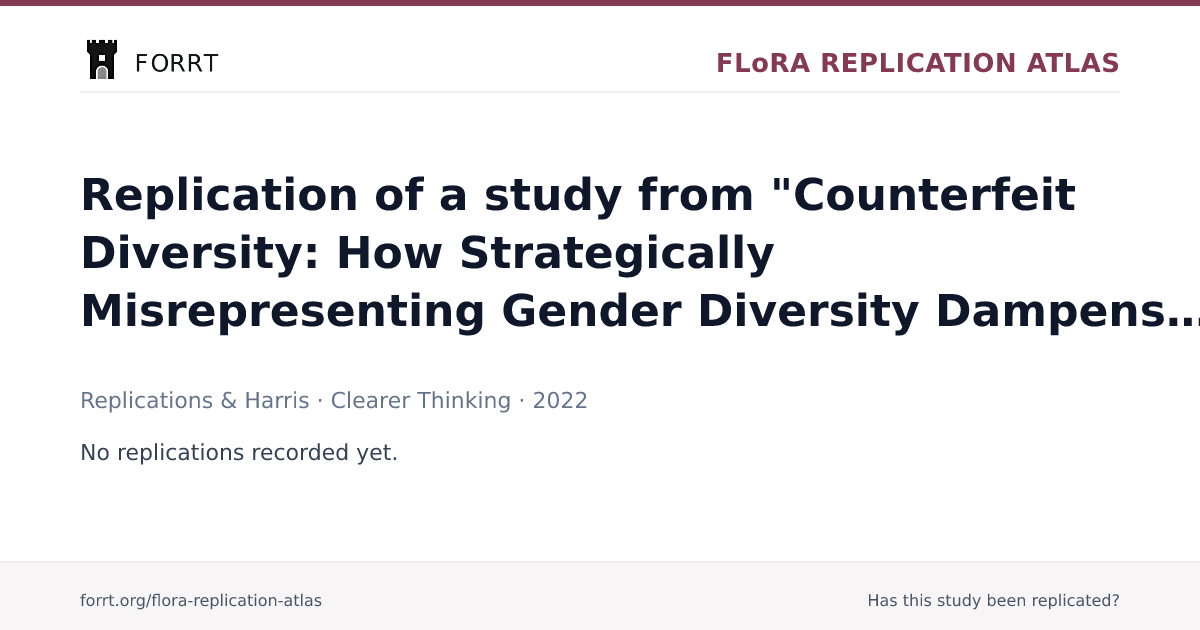 FORRT
FLoRA REPLICATION ATLAS
Replication of a study from "Counterfeit
Diversity: How Strategically
Misrepresenting Gender Diversity Dampens…
Replications & Harris · Clearer Thinking · 2022
No replications recorded yet.
forrt.org/flora-replication-atlas
Has this study been replicated?